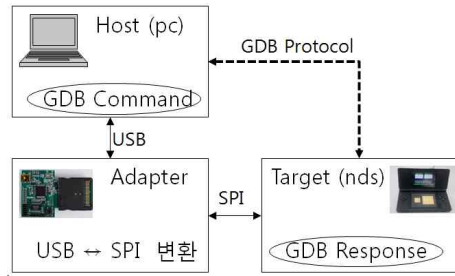 Host (pc)
GDB Command
GDB Protocol
USB
Adapter
USB ↔ SPI 변환
SPI
Target (nds)
GDB Response